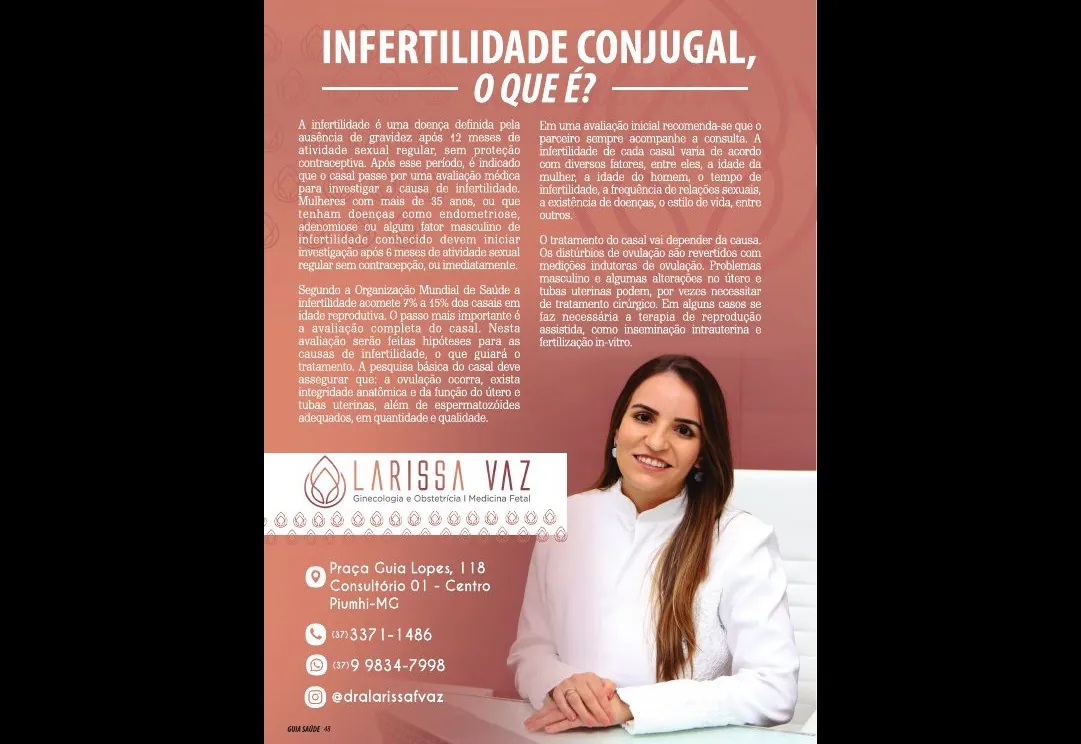 INFERTILIDADE CONJUGAL,
O QUE É?
A infertilidade é uma doença definida pela
ausência de gravidez após 12 meses de
atividade sexual regular, sem proteção
contraceptiva. Após esse período, é indicado
que o casal passe por uma avaliação médica
para investigar a causa de infertilidade.
Mulheres com mais de 35 anos, ou que
tenham doenças como endometriose,
adenomiose ou algum fator masculino de
infertilidade conhecido devem iniciar
investigação após 6 meses de atividade sexual
regular sem contracepção, ou imediatamente.
Segundo a Organização Mundial de Saúde a
infertilidade acomete 7% a 15% dos casais em
idade reprodutiva. O passo mais importante é
a avaliação completa do casal. Nesta
avaliação serão feitas hipóteses para as
causas de infertilidade, o que guiará o
tratamento. A pesquisa básica do casal deve
assegurar que: a ovulação ocorra, exista
integridade anatômica e da função do útero e
tubas uterinas, além de espermatozóides
adequados, em quantidade e qualidade.
Em uma avaliação inicial recomenda-se que o
parceiro sempre acompanhe a consulta. A
infertilidade de cada casal varia de acordo
com diversos fatores, entre eles, a idade da
mulher, a idade do homem, o tempo de
infertilidade, a frequência de relações sexuais,
a existência de doenças, o estilo de vida, entre
outros.
O tratamento do casal vai depender da causa.
Os distúrbios de ovulação são revertidos com
medições indutoras de ovulação. Problemas
masculino e algumas alterações no útero e
tubas uterinas podem, por vezes necessitar
de tratamento cirúrgico. Em alguns casos se
faz necessária a terapia de reprodução
assistida, como inseminação intrauterina e
fertilização in-vitro.
LARISSA VAZ
Ginecologia e Obstetrícia | Medicina Fetal
Praça Guia Lopes, 118
Consultório 01 - Centro
Piumhi-MG
(37) 3371-1486
(37) 9 9834-7998
@dralarissafvaz
GUIA SAÚDE 48